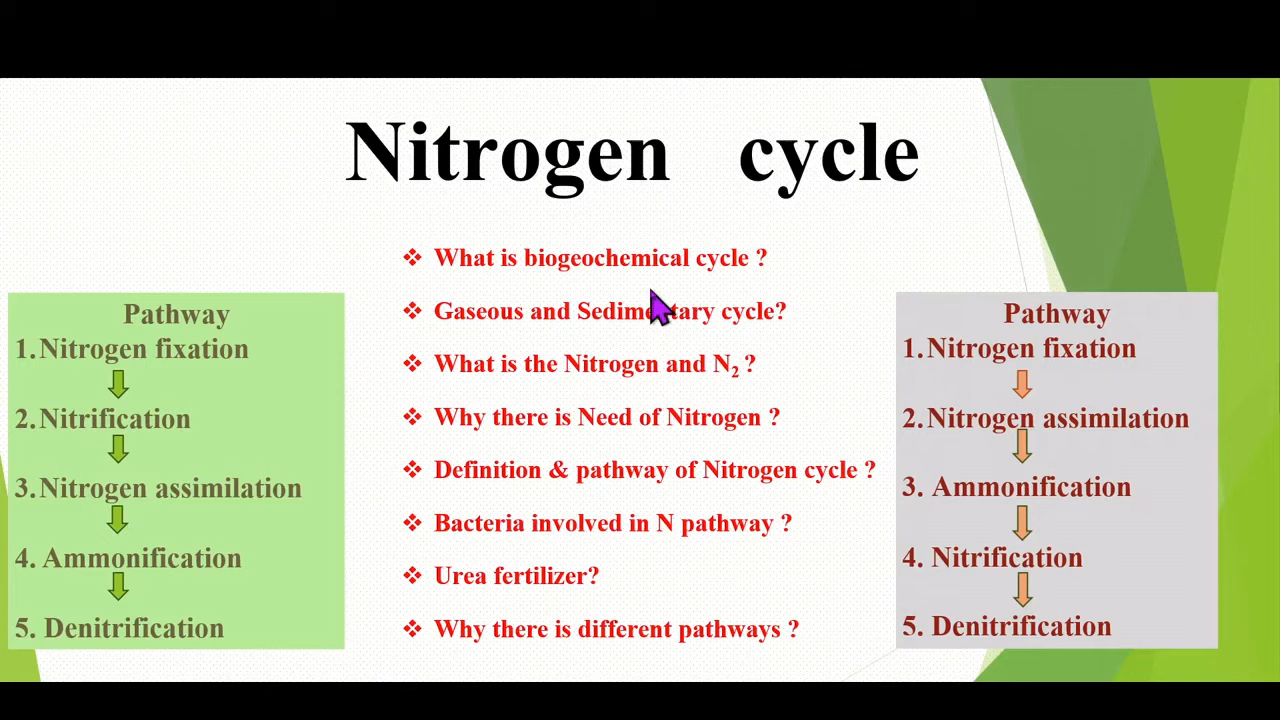 Nitrogen cycle
❖ What is biogeochemical cycle ?
❖ Gaseous and Sedimentary cycle?
❖ What is the Nitrogen and N₂ ?
❖ Why there is Need of Nitrogen ?
❖ Definition & pathway of Nitrogen cycle ?
❖ Bacteria involved in N pathway ?
❖ Urea fertilizer?
❖ Why there is different pathways ?
Pathway
1. Nitrogen fixation
2. Nitrification
3. Nitrogen assimilation
4. Ammonification
5. Denitrification
Pathway
1. Nitrogen fixation
2. Nitrogen assimilation
3. Ammonification
4. Nitrification
5. Denitrification